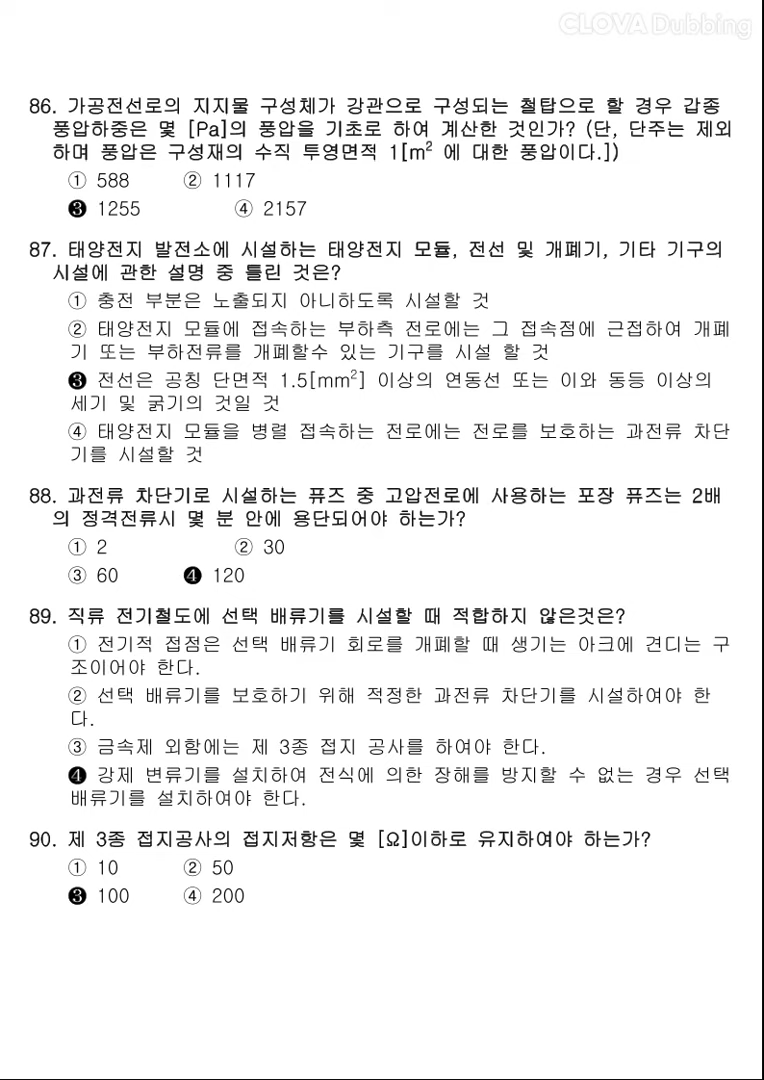 CLOVA Dubbing
86. 가공전선로의 지지물 구성체가 강관으로 구성되는 철탑으로 할 경우 갑종
풍압하중은 몇 [Pa]의 풍압을 기초로 하여 계산한 것인가? (단, 단주는 제외
하며 풍압은 구성재의 수직 투영면적 1[m² 에 대한 풍압이다.])
① 588 ② 1117
❸ 1255 ④ 2157
87. 태양전지 발전소에 시설하는 태양전지 모듈, 전선 및 개폐기, 기타 기구의
시설에 관한 설명 중 틀린 것은?
① 충전 부분은 노출되지 아니하도록 시설할 것
② 태양전지 모듈에 접속하는 부하측 전로에는 그 접속점에 근접하여 개폐
기 또는 부하전류를 개폐할수 있는 기구를 시설 할 것
❸ 전선은 공칭 단면적 1.5[mm²] 이상의 연동선 또는 이와 동등 이상의
세기 및 굵기의 것일 것
④ 태양전지 모듈을 병렬 접속하는 전로에는 전로를 보호하는 과전류 차단
기를 시설할 것
88. 과전류 차단기로 시설하는 퓨즈 중 고압전로에 사용하는 포장 퓨즈는 2배
의 정격전류시 몇 분 안에 용단되어야 하는가?
① 2 ② 30
③ 60 ❹ 120
89. 직류 전기철도에 선택 배류기를 시설할 때 적합하지 않은것은?
① 전기적 접점은 선택 배류기 회로를 개폐할 때 생기는 아크에 견디는 구
조이어야 한다.
② 선택 배류기를 보호하기 위해 적정한 과전류 차단기를 시설하여야 한
다.
③ 금속제 외함에는 제 3종 접지 공사를 하여야 한다.
❹ 강제 변류기를 설치하여 전식에 의한 장해를 방지할 수 없는 경우 선택
배류기를 설치하여야 한다.
90. 제 3종 접지공사의 접지저항은 몇 [Ω]이하로 유지하여야 하는가?
① 10 ② 50
❸ 100 ④ 200